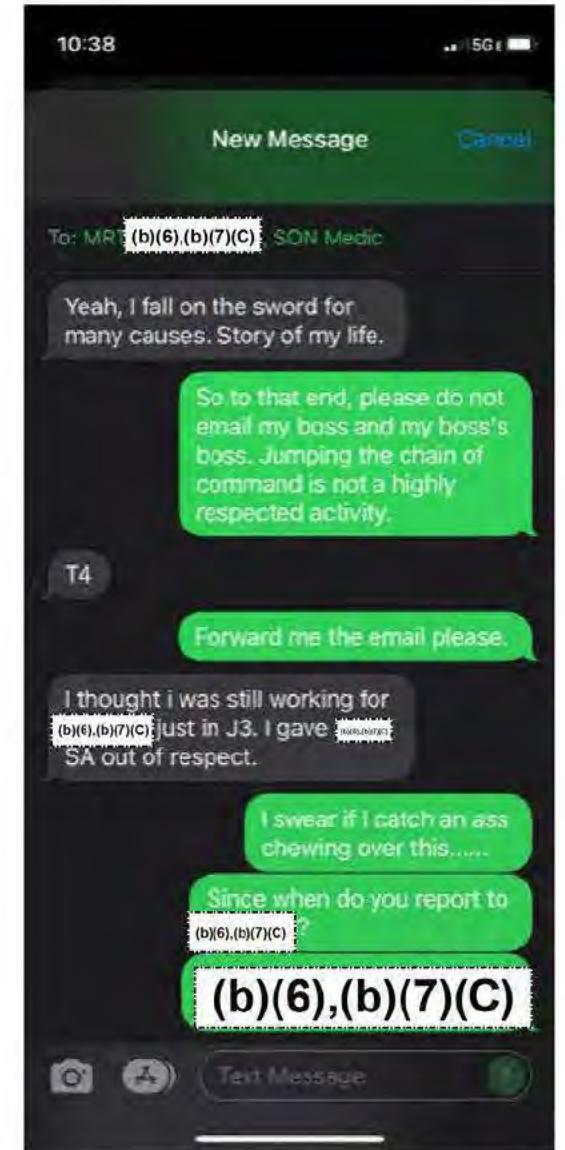 10:38
5GE
New Message
Cancel
To: MRT (b)(6),(b)(7)(C) SON Medic
Yeah, I fall on the sword for
many causes. Story of my life.
So to that end, please do not
email my boss and my boss's
boss. Jumping the chain of
command is not a highly
respected activity.
T4
Forward me the email please.
I thought i was still working for
(b)(6),(b)(7)(C) just in J3. I gave (b)(6),(b)(7)(C)
SA out of respect.
I swear if I catch an ass
chewing over this......
Since when do you report to
(b)(6),(b)(7)(C) ?
(b)(6),(b)(7)(C)
Text Message